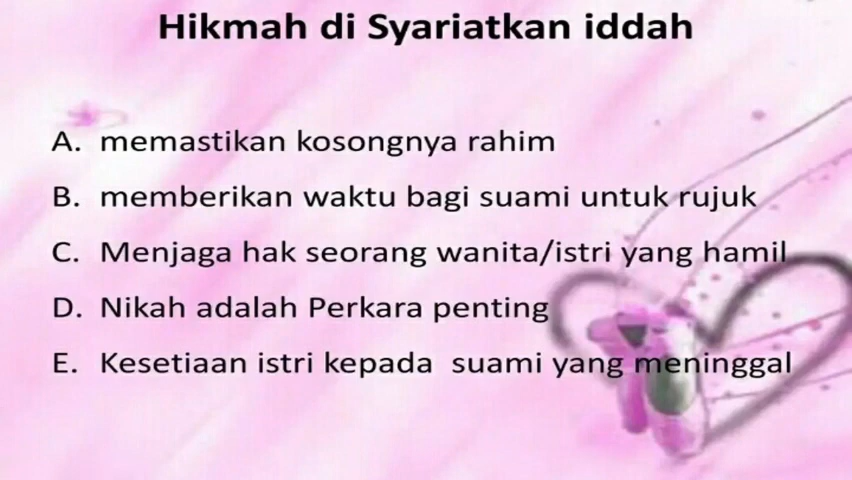 Hikmah di Syariatkan iddah
A. memastikan kosongnya rahim
B. memberikan waktu bagi suami untuk rujuk
C. Menjaga hak seorang wanita/istri yang hamil
D. Nikah adalah Perkara penting
E. Kesetiaan istri kepada suami yang meninggal